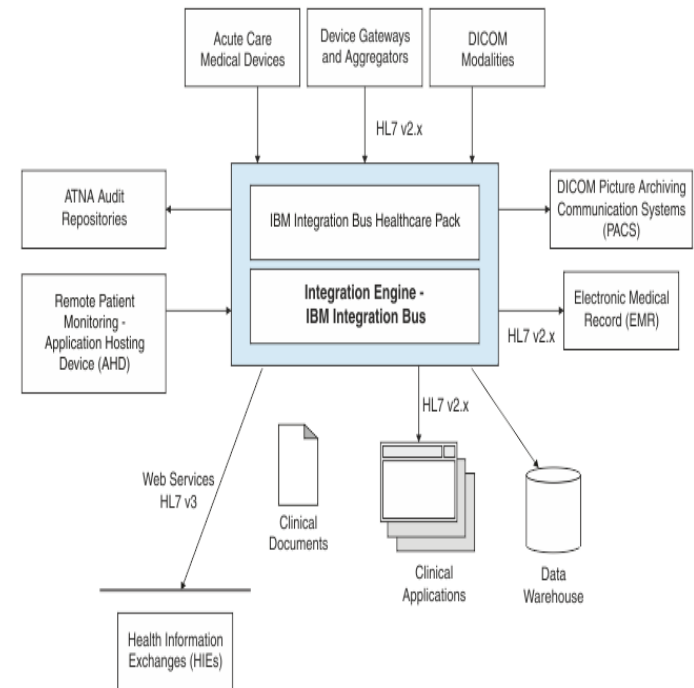 Acute Care
Medical Devices
Device Gateways
and Aggregators
DICOM
Modalities
HL7 v2.x
ATNA Audit
Repositories
IBM Integration Bus Healthcare Pack
DICOM Picture Archiving
Communication Systems
(PACS)
Remote Patient
Monitoring -
Application Hosting
Device (AHD)
Integration Engine -
IBM Integration Bus
Electronic Medical
Record (EMR)
HL7 v2.x
HL7 v2.x
Web Services
HL7 v3
Clinical
Documents
Clinical
Applications
Data
Warehouse
Health Information
Exchanges (HIEs)